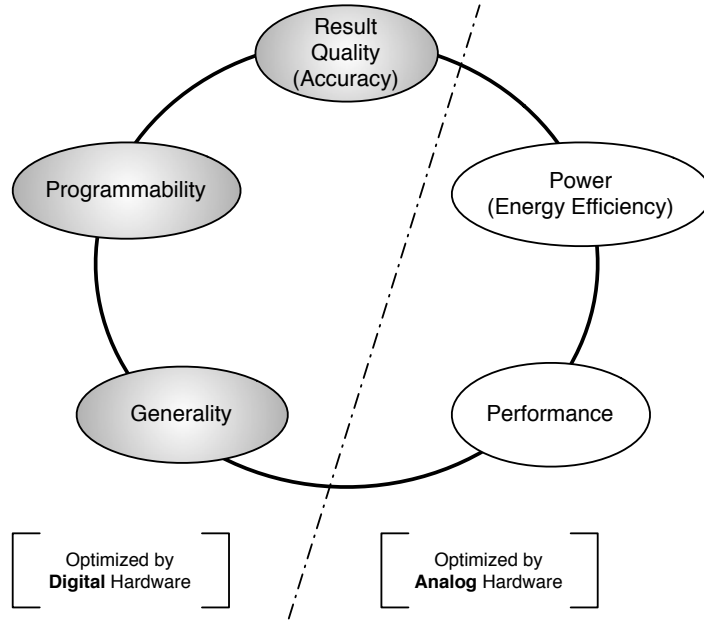 Result
Quality
(Accuracy)
Programmability
Power
(Energy Efficiency)
Generality
Performance
Optimized by
Digital Hardware
Optimized by
Analog Hardware